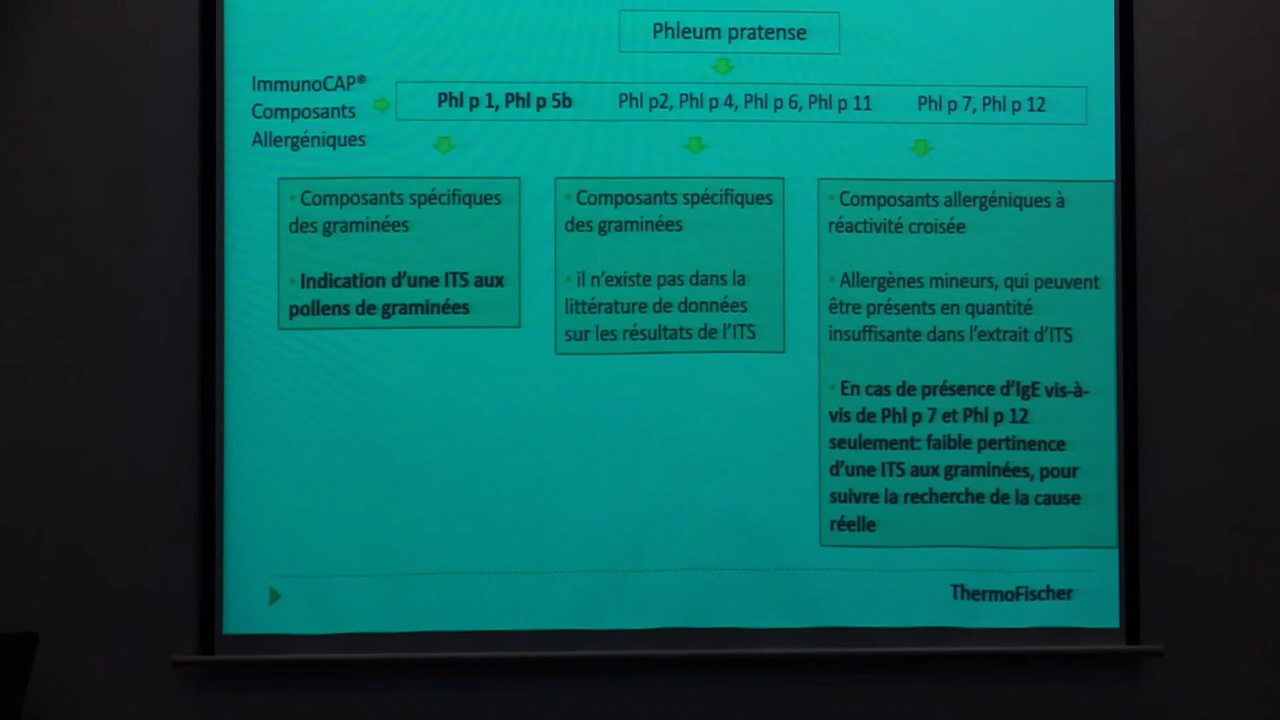 Phleum pratense
ImmunoCAP®
Composants
Allergéniques
Phl p 1, Phl p 5b
Phl p2, Phl p 4, Phl p 6, Phl p 11
Phl p 7, Phl p 12
• Composants spécifiques
des graminées
• Indication d'une ITS aux
pollens de graminées
• Composants spécifiques
des graminées
• il n'existe pas dans la
littérature de données
sur les résultats de l'ITS
• Composants allergéniques à
réactivité croisée
• Allergènes mineurs, qui peuvent
être présents en quantité
insuffisante dans l'extrait d'ITS
• En cas de présence d'IgE vis-à-
vis de Phl p 7 et Phl p 12
seulement: faible pertinence
d'une ITS aux graminées, pour
suivre la recherche de la cause
réelle
ThermoFischer